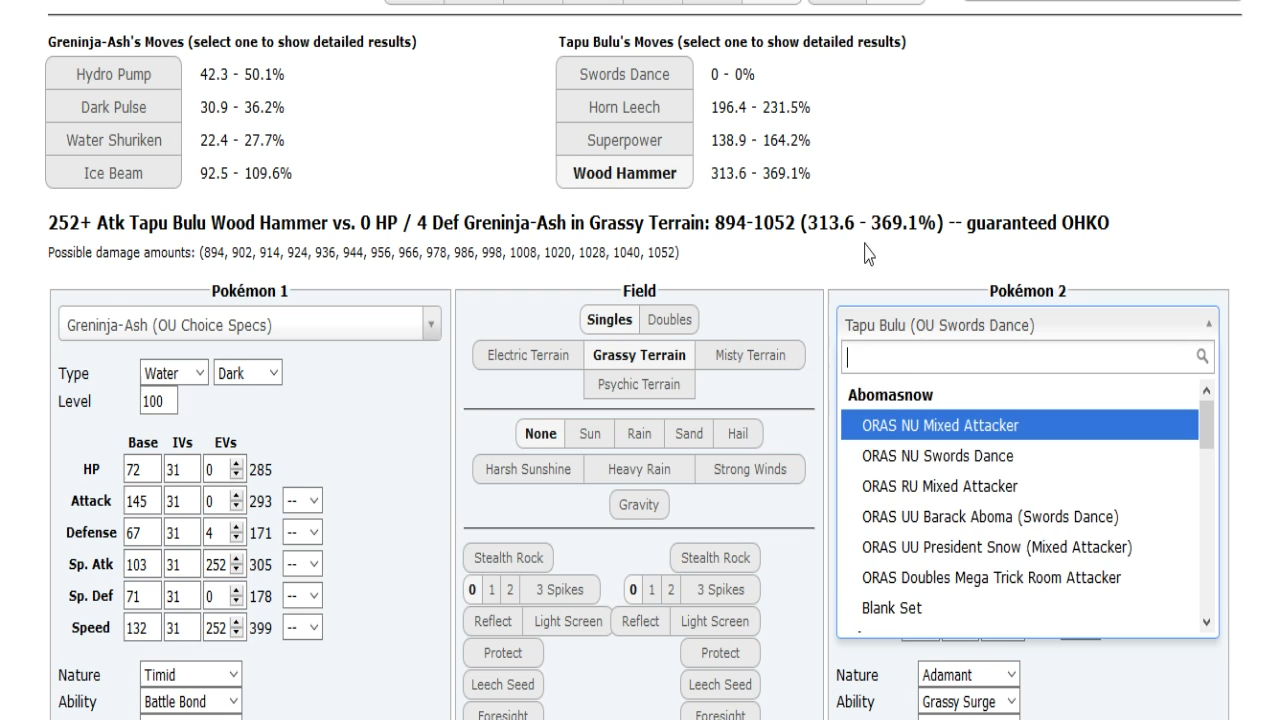 Greninja-Ash's Moves (select one to show detailed results)
Tapu Bulu's Moves (select one to show detailed results)
Hydro Pump 42.3 - 50.1%
Swords Dance 0 - 0%
Dark Pulse 30.9 - 36.2%
Horn Leech 196.4 - 231.5%
Water Shuriken 22.4 - 27.7%
Superpower 138.9 - 164.2%
Ice Beam 92.5 - 109.6%
Wood Hammer 313.6 - 369.1%
252+ Atk Tapu Bulu Wood Hammer vs. 0 HP / 4 Def Greninja-Ash in Grassy Terrain: 894-1052 (313.6 - 369.1%) -- guaranteed OHKO
Possible damage amounts: (894, 902, 914, 924, 936, 944, 956, 966, 978, 986, 998, 1008, 1020, 1028, 1040, 1052)
Pokémon 1
Greninja-Ash (OU Choice Specs)
Type Water Dark
Level 100
Base IVs EVs
HP 72 31 0 285
Attack 145 31 0 293 --
Defense 67 31 4 171 --
Sp. Atk 103 31 252 305 --
Sp. Def 71 31 0 178 --
Speed 132 31 252 399 --
Nature Timid
Ability Battle Bond
Field
Singles Doubles
Electric Terrain Grassy Terrain Misty Terrain
Psychic Terrain
None Sun Rain Sand Hail
Harsh Sunshine Heavy Rain Strong Winds
Gravity
Stealth Rock Stealth Rock
0 1 2 3 Spikes 0 1 2 3 Spikes
Reflect Light Screen Reflect Light Screen
Protect Protect
Leech Seed Leech Seed
Foresight Foresight
Pokémon 2
Tapu Bulu (OU Swords Dance)
Abomasnow
ORAS NU Mixed Attacker
ORAS NU Swords Dance
ORAS RU Mixed Attacker
ORAS UU Barack Aboma (Swords Dance)
ORAS UU President Snow (Mixed Attacker)
ORAS Doubles Mega Trick Room Attacker
Blank Set
Nature Adamant
Ability Grassy Surge